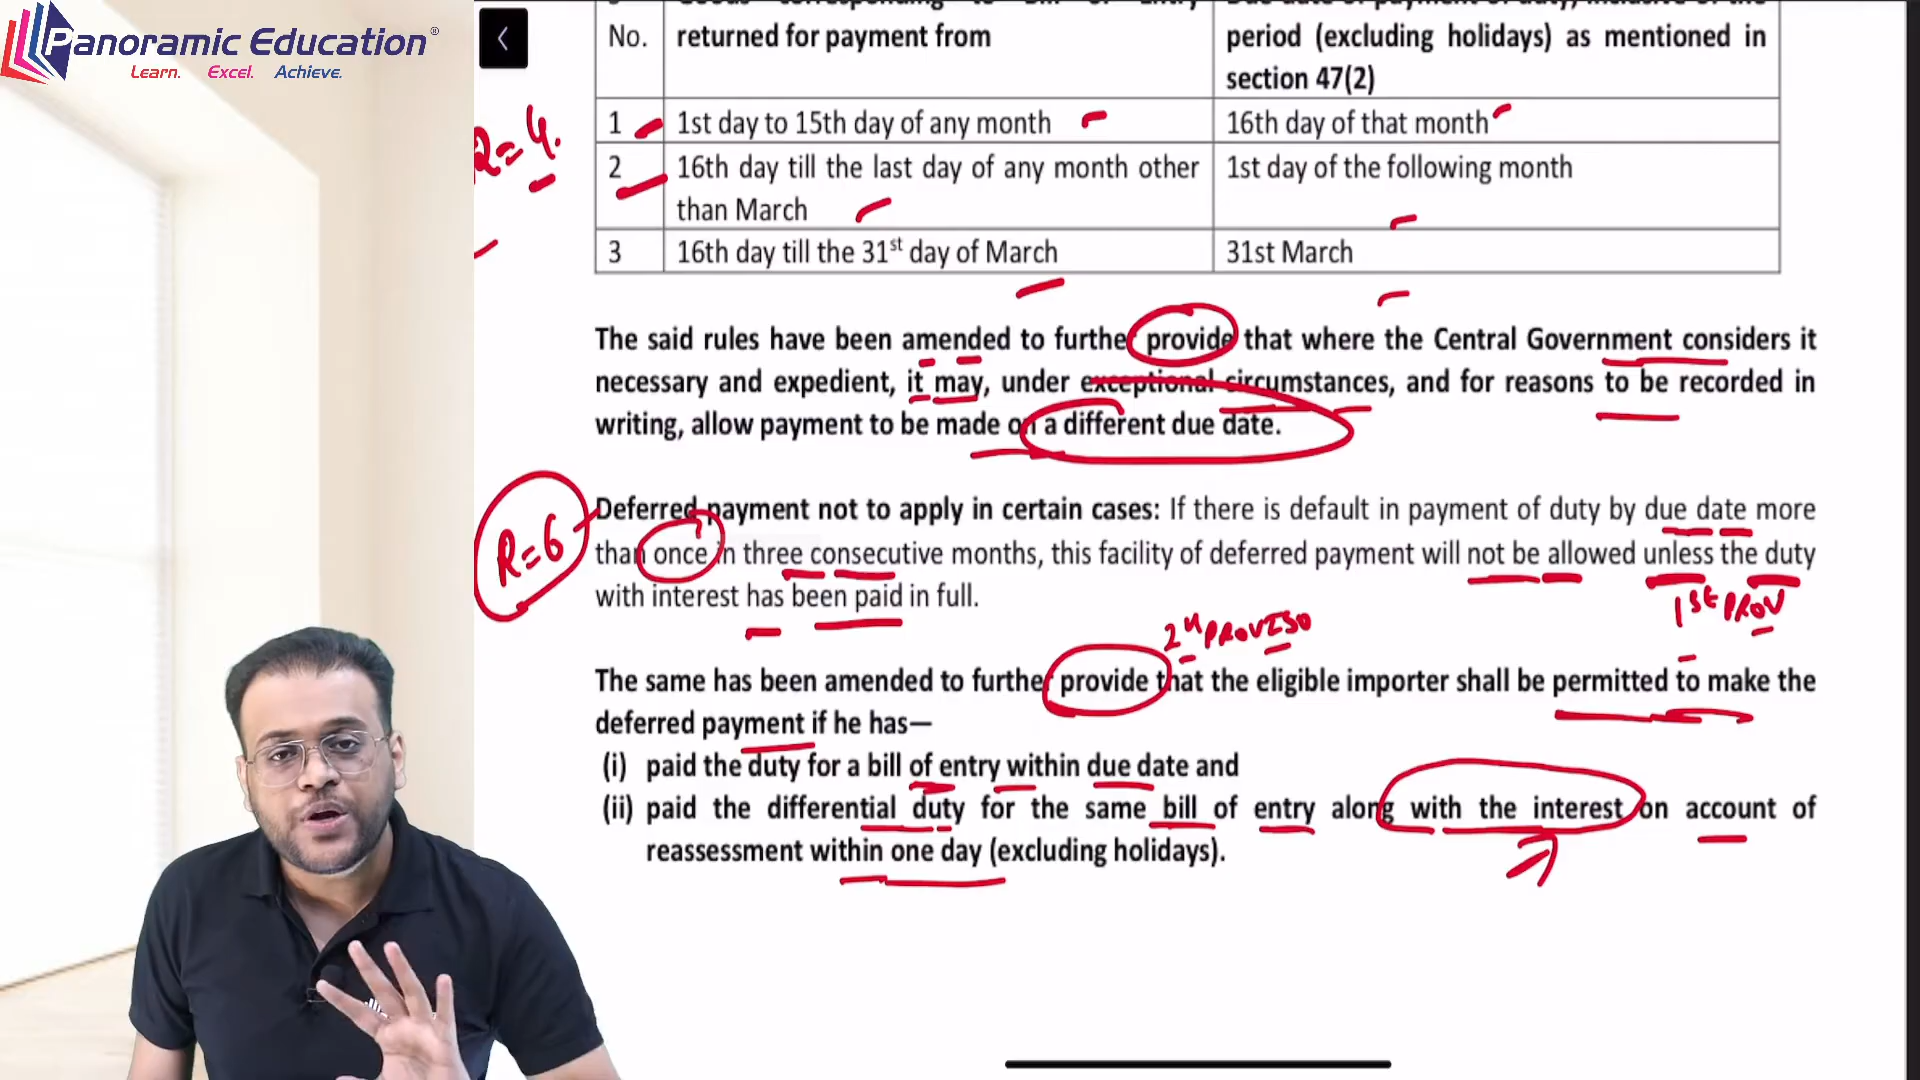 Panoramic Education®
Learn. Excel. Achieve.
No.
returned for payment from
period (excluding holidays) as mentioned in
section 47(2)
1
1st day to 15th day of any month
16th day of that month
2
16th day till the last day of any month other
than March
1st day of the following month
3
16th day till the 31st day of March
31st March
R=4.
The said rules have been amended to further provide that where the Central Government considers it
necessary and expedient, it may, under exceptional circumstances, and for reasons to be recorded in
writing, allow payment to be made on a different due date.
R=6
Deferred payment not to apply in certain cases: If there is default in payment of duty by due date more
than once in three consecutive months, this facility of deferred payment will not be allowed unless the duty
with interest has been paid in full.
1st PROV
2nd PROVISO
The same has been amended to further provide that the eligible importer shall be permitted to make the
deferred payment if he has—
(i) paid the duty for a bill of entry within due date and
(ii) paid the differential duty for the same bill of entry along with the interest on account of
reassessment within one day (excluding holidays).